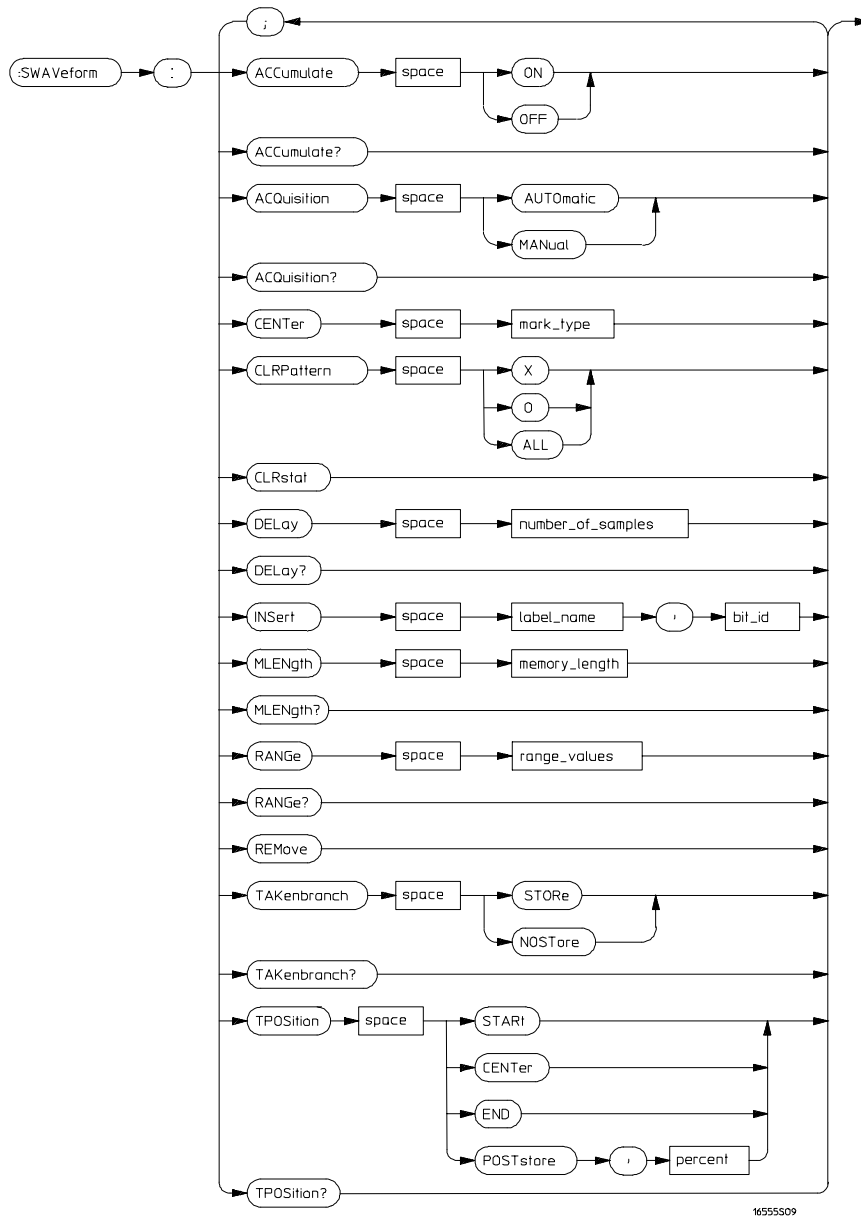 ;
:SWAVeform : ACCumulate space ON
OFF
ACCumulate?
ACQuisition space AUTOmatic
MANual
ACQuisition?
CENTer space mark_type
CLRPattern space X
O
ALL
CLRstat
DELay space number_of_samples
DELay?
INSert space label_name , bit_id
MLENgth space memory_length
MLENgth?
RANGe space range_values
RANGe?
REMove
TAKenbranch space STORe
NOSTore
TAKenbranch?
TPOSition space STARt
CENTer
END
POSTstore , percent
TPOSition?
16555S09